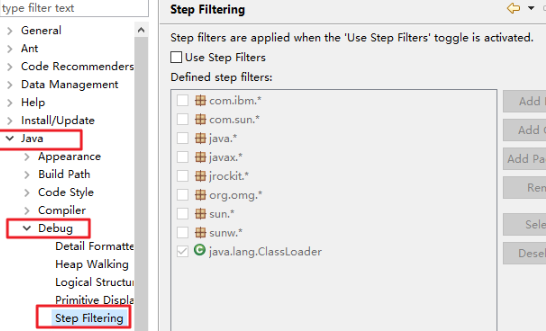 type filter text
General
Ant
Code Recommenders
Data Management
Help
Install/Update
Java
Appearance
Build Path
Code Style
Compiler
Debug
Detail Formatte
Heap Walking
Logical Structu
Primitive Displa
Step Filtering
Step Filtering
Step filters are applied when the 'Use Step Filters' toggle is activated.
Use Step Filters
Defined step filters:
com.ibm.*
com.sun.*
java.*
javax.*
jrockit.*
org.omg.*
sun.*
sunw.*
java.lang.ClassLoader
Add
Add
Add Pa
Rem
Sele
Desel